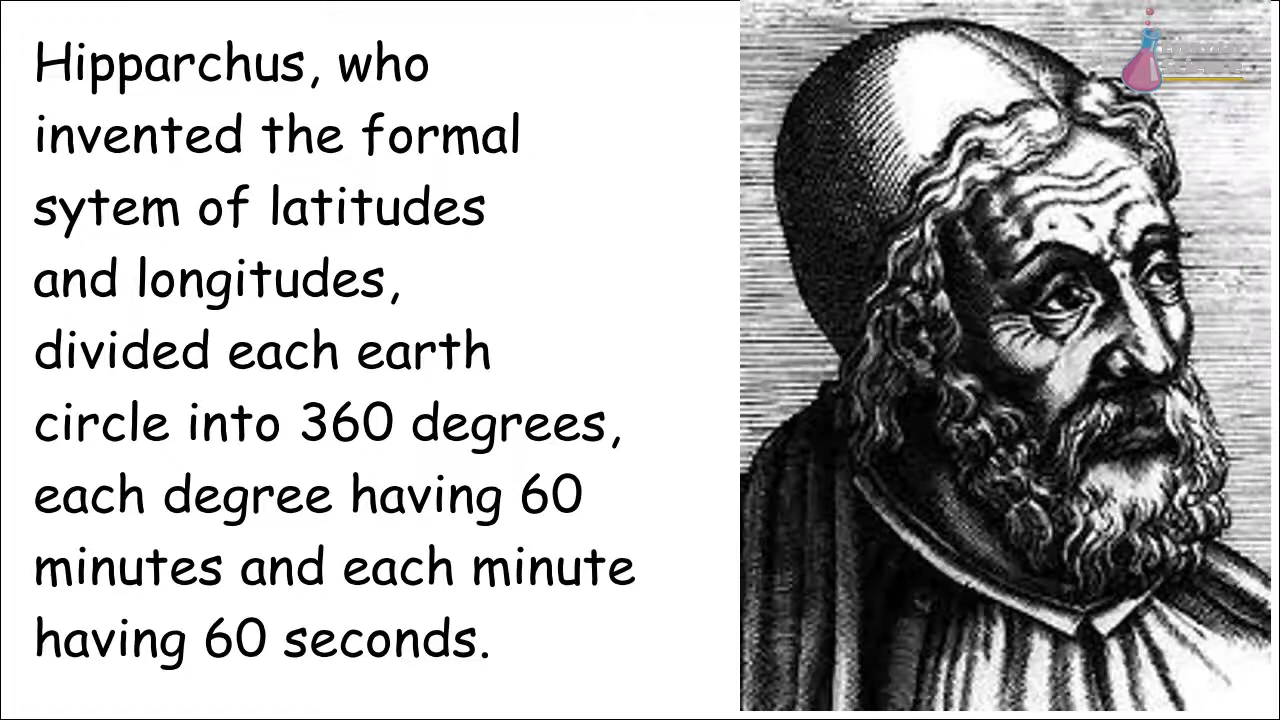 Hipparchus, who
invented the formal
sytem of latitudes
and longitudes,
divided each earth
circle into 360 degrees,
each degree having 60
minutes and each minute
having 60 seconds.